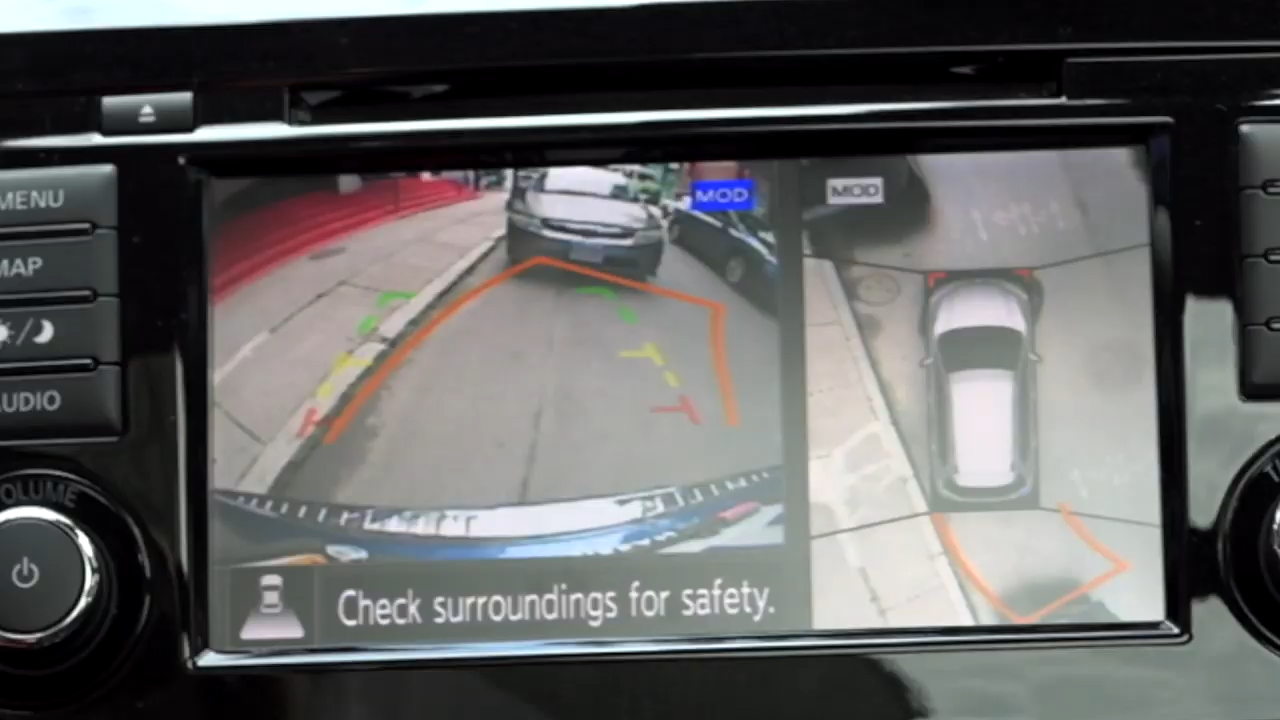 MENU
MAP
AUDIO
VOLUME
MOD
MOD
Check surroundings for safety.